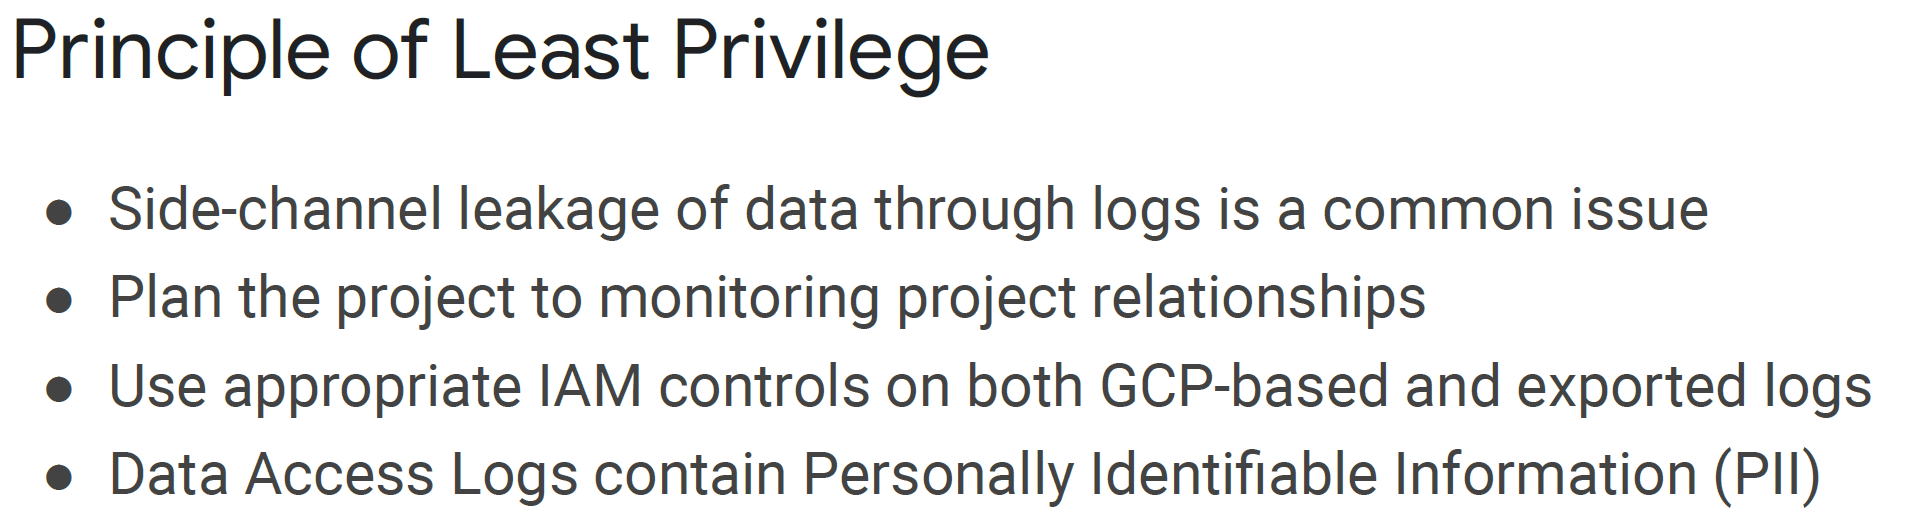 Principle of Least Privilege
● Side-channel leakage of data through logs is a common issue
● Plan the project to monitoring project relationships
● Use appropriate IAM controls on both GCP-based and exported logs
● Data Access Logs contain Personally Identifiable Information (PII)